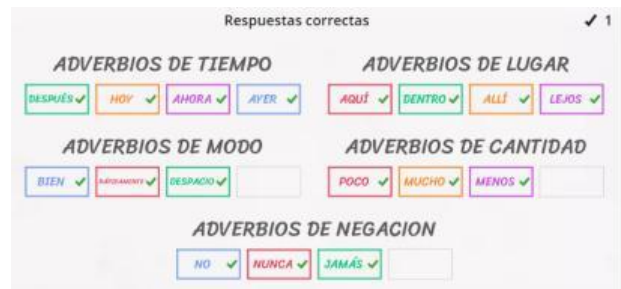 Respuestas correctas ✔ 1
ADVERBIOS DE TIEMPO
DESPUÉS HOY AHORA AYER
ADVERBIOS DE LUGAR
AQUÍ DENTRO ALLÍ LEJOS
ADVERBIOS DE MODO
BIEN RÁPIDAMENTE DESPACIO
ADVERBIOS DE CANTIDAD
POCO MUCHO MENOS
ADVERBIOS DE NEGACION
NO NUNCA JAMÁS